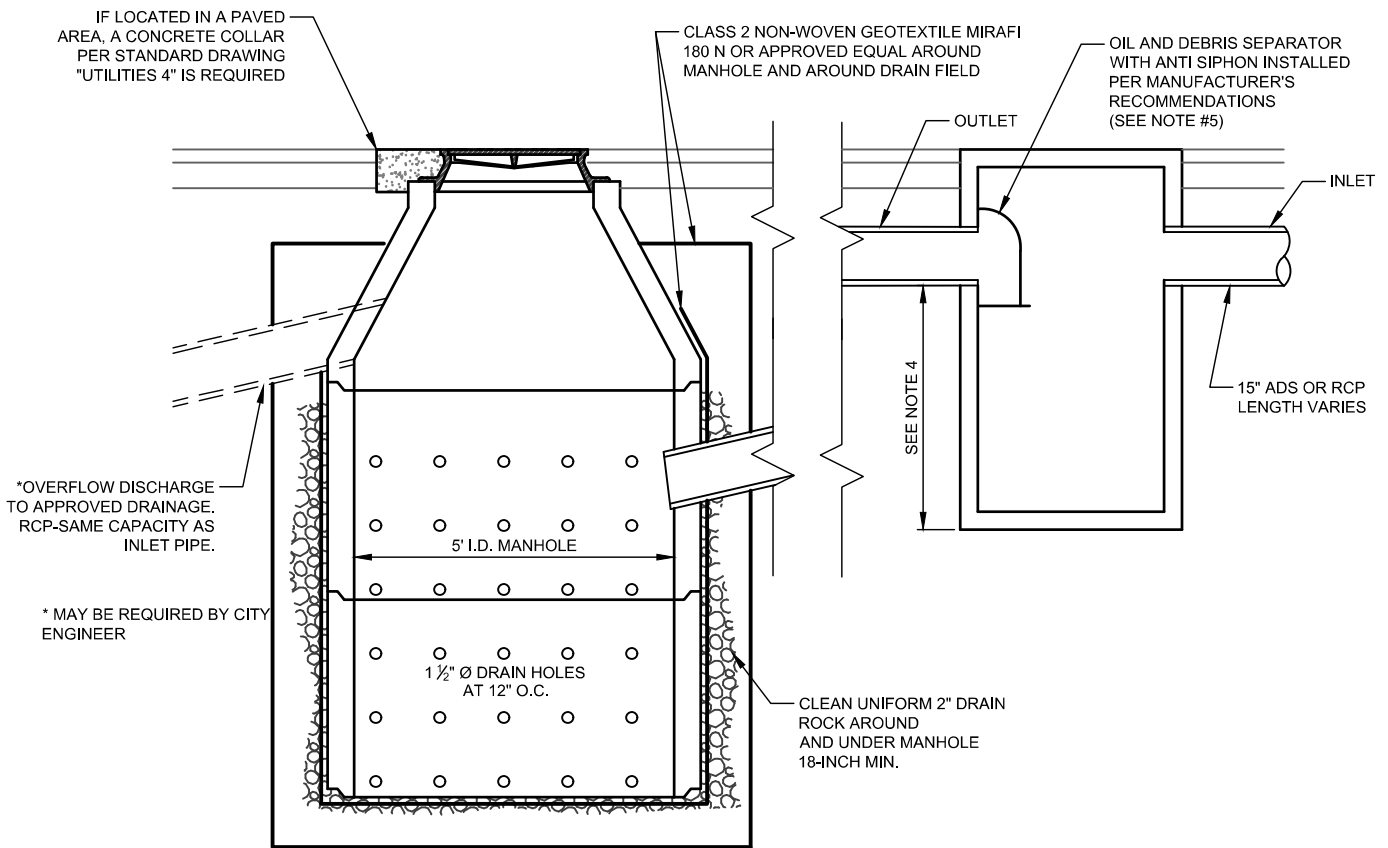 IF LOCATED IN A PAVED
AREA, A CONCRETE COLLAR
PER STANDARD DRAWING
"UTILITIES 4" IS REQUIRED
CLASS 2 NON-WOVEN GEOTEXTILE MIRAFI
180 N OR APPROVED EQUAL AROUND
MANHOLE AND AROUND DRAIN FIELD
OIL AND DEBRIS SEPARATOR
WITH ANTI SIPHON INSTALLED
PER MANUFACTURER'S
RECOMMENDATIONS
(SEE NOTE #5)
OUTLET
INLET
SEE NOTE 4
15" ADS OR RCP
LENGTH VARIES
*OVERFLOW DISCHARGE
TO APPROVED DRAINAGE.
RCP-SAME CAPACITY AS
INLET PIPE.
5' I.D. MANHOLE
* MAY BE REQUIRED BY CITY
ENGINEER
1 ½" Ø DRAIN HOLES
AT 12" O.C.
CLEAN UNIFORM 2" DRAIN
ROCK AROUND
AND UNDER MANHOLE
18-INCH MIN.